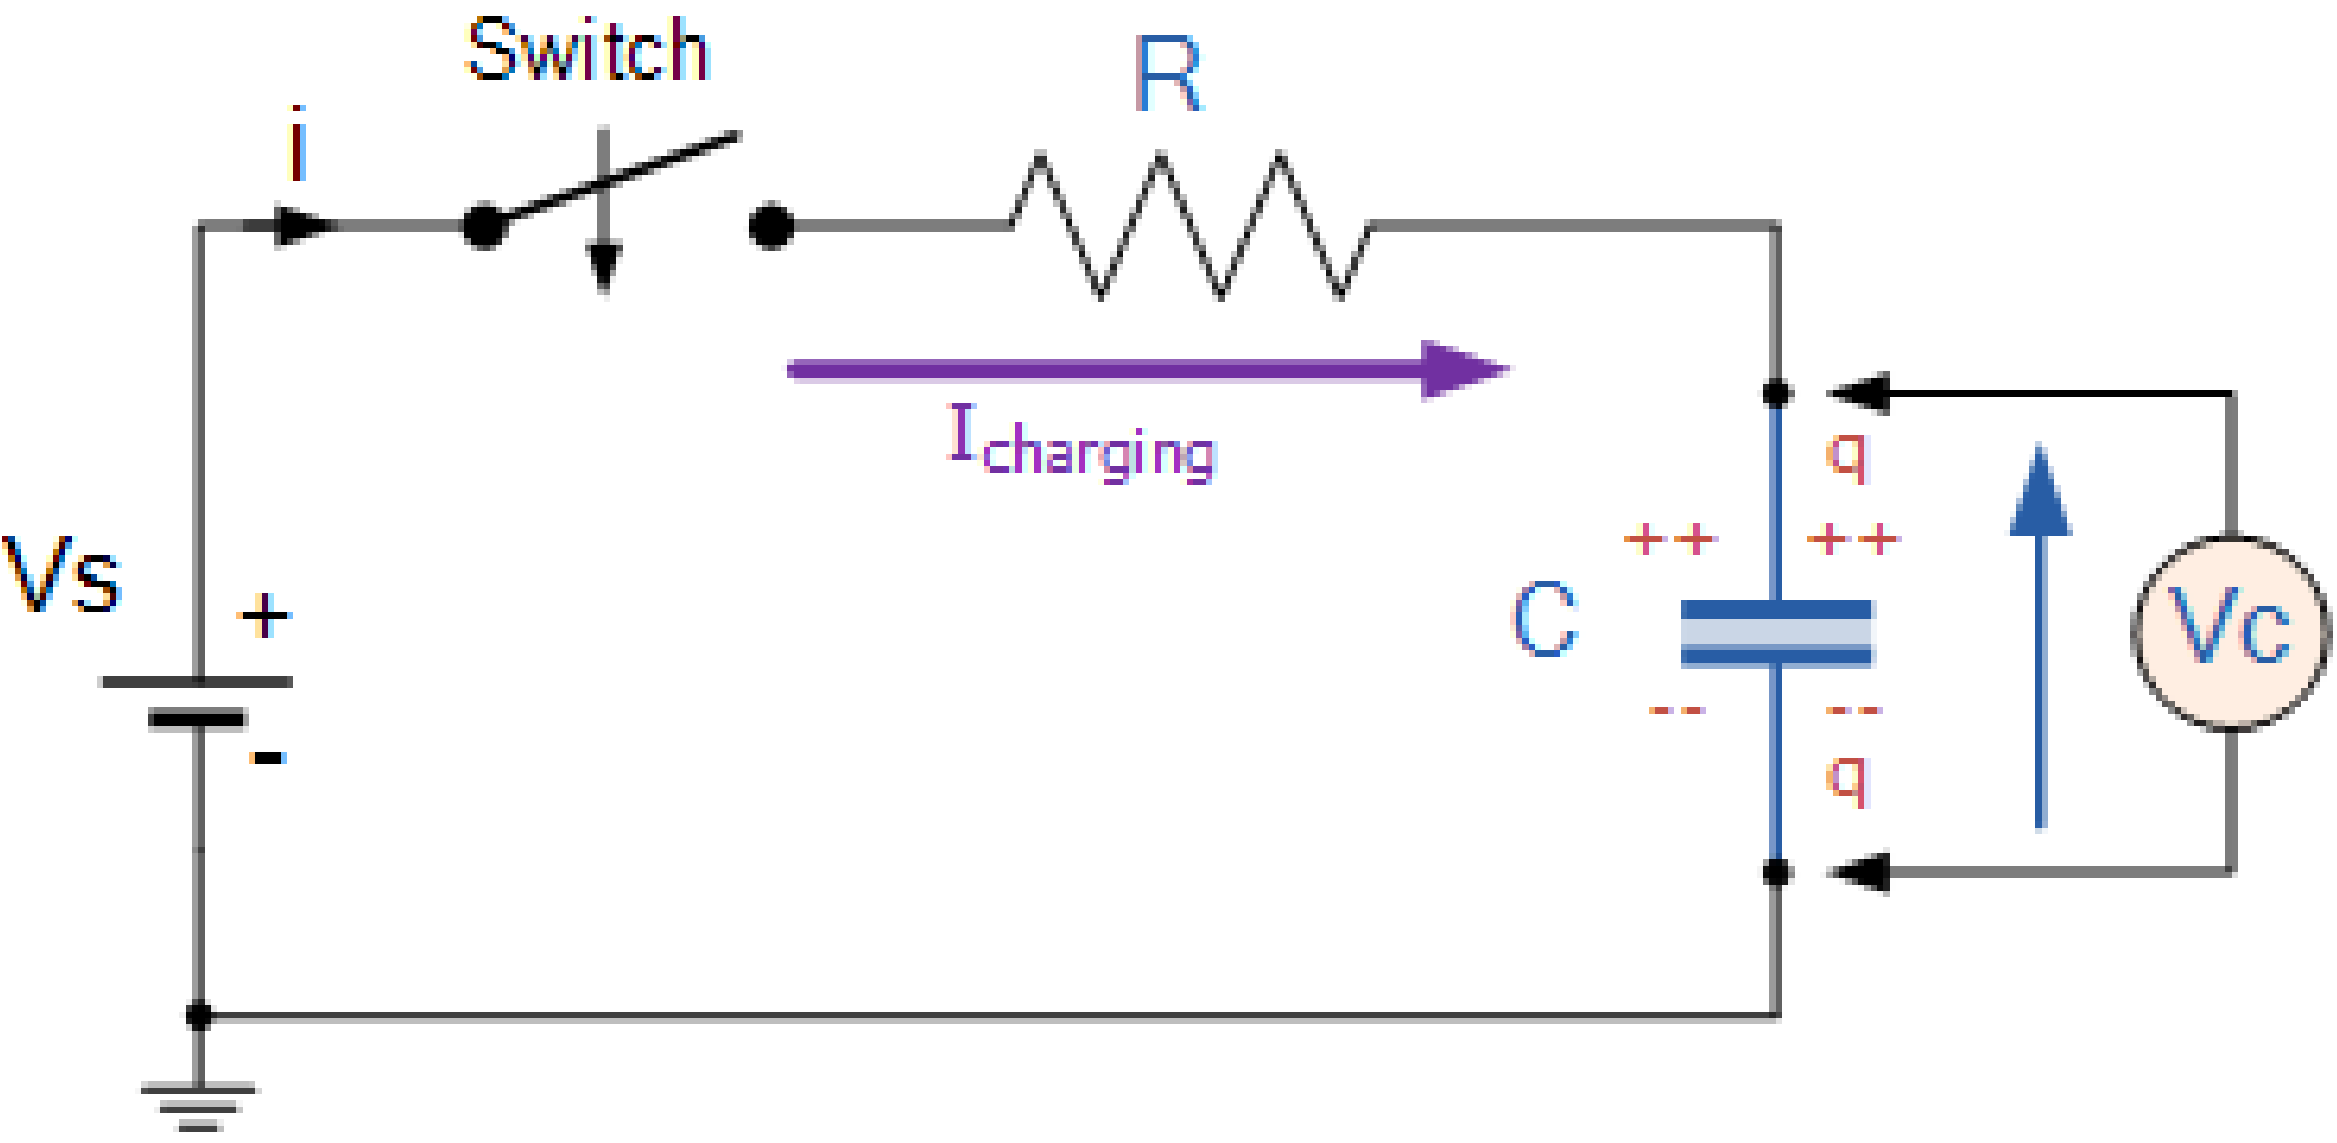 Switch
R
i
Icharging
q
++ ++
Vs
+
C
Vc
-- --
-
q